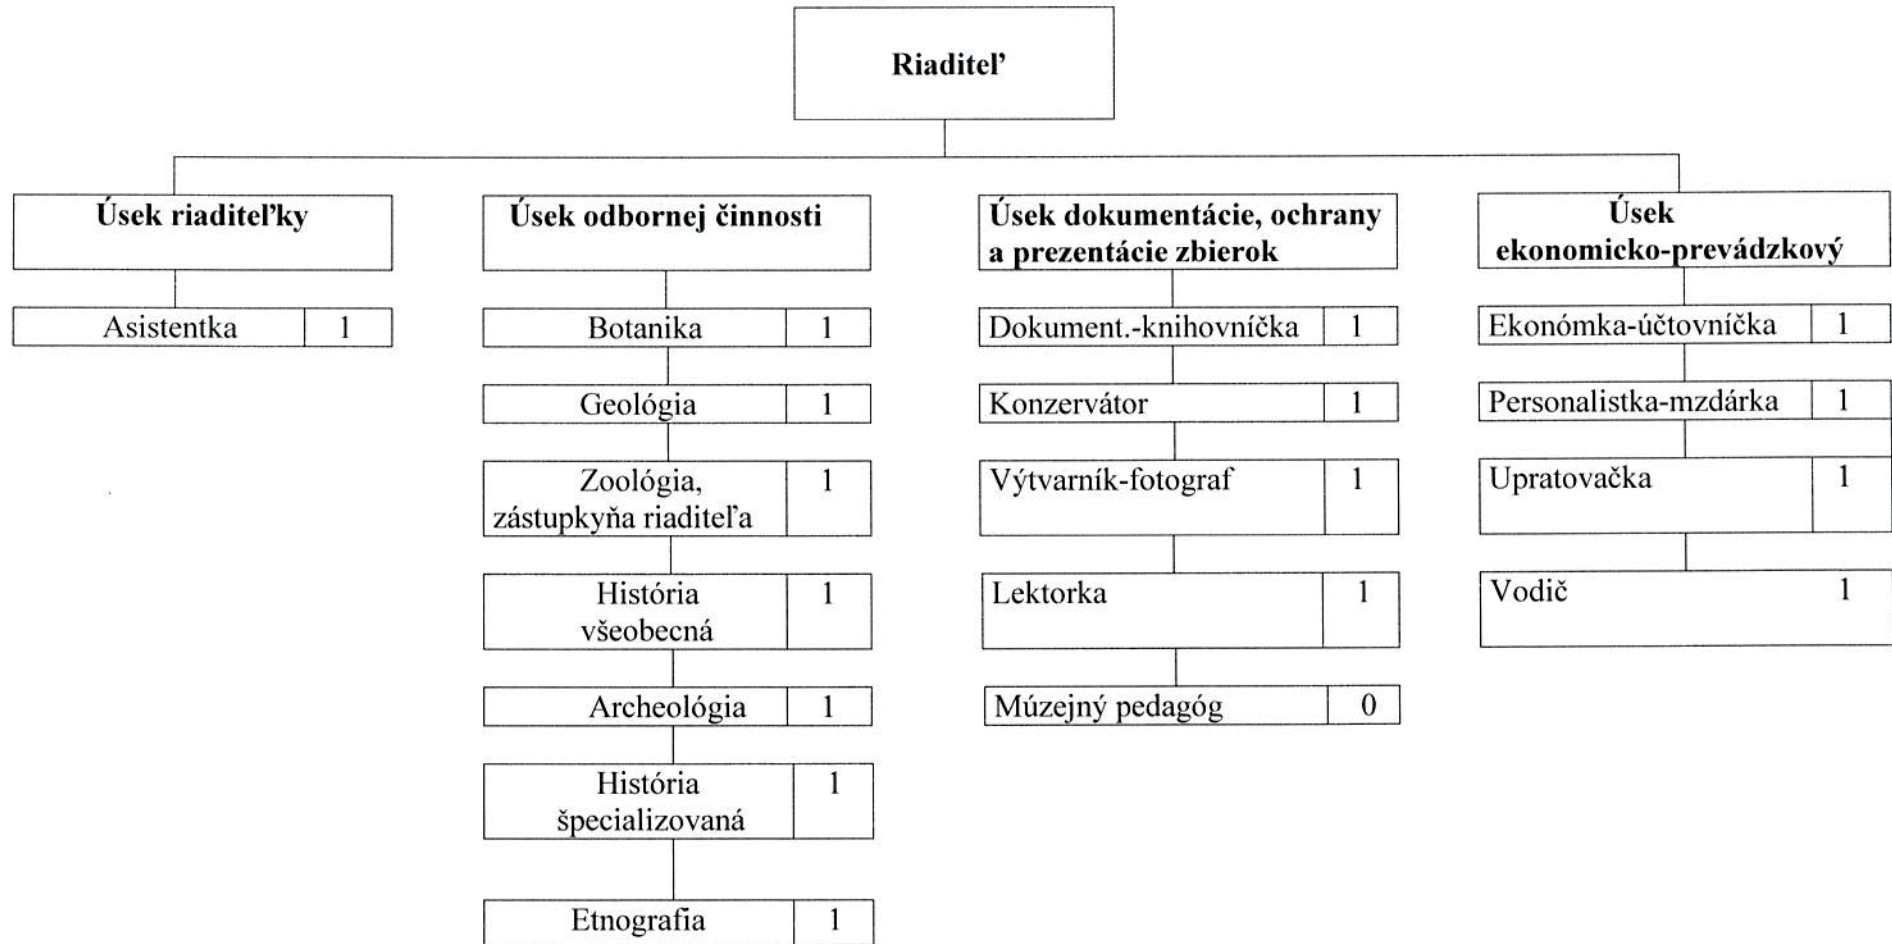 Riaditeľ
Úsek riaditeľky
Asistentka 1
Úsek odbornej činnosti
Botanika 1
Geológia 1
Zoológia, 1
zástupkyňa riaditeľa
História 1
všeobecná
Archeológia 1
História 1
špecializovaná
Etnografia 1
Úsek dokumentácie, ochrany
a prezentácie zbierok
Dokument.-knihovníčka 1
Konzervátor 1
Výtvarník-fotograf 1
Lektorka 1
Múzejný pedagóg 0
Úsek
ekonomicko-prevádzkový
Ekonómka-účtovníčka 1
Personalistka-mzdárka 1
Upratovačka 1
Vodič 1